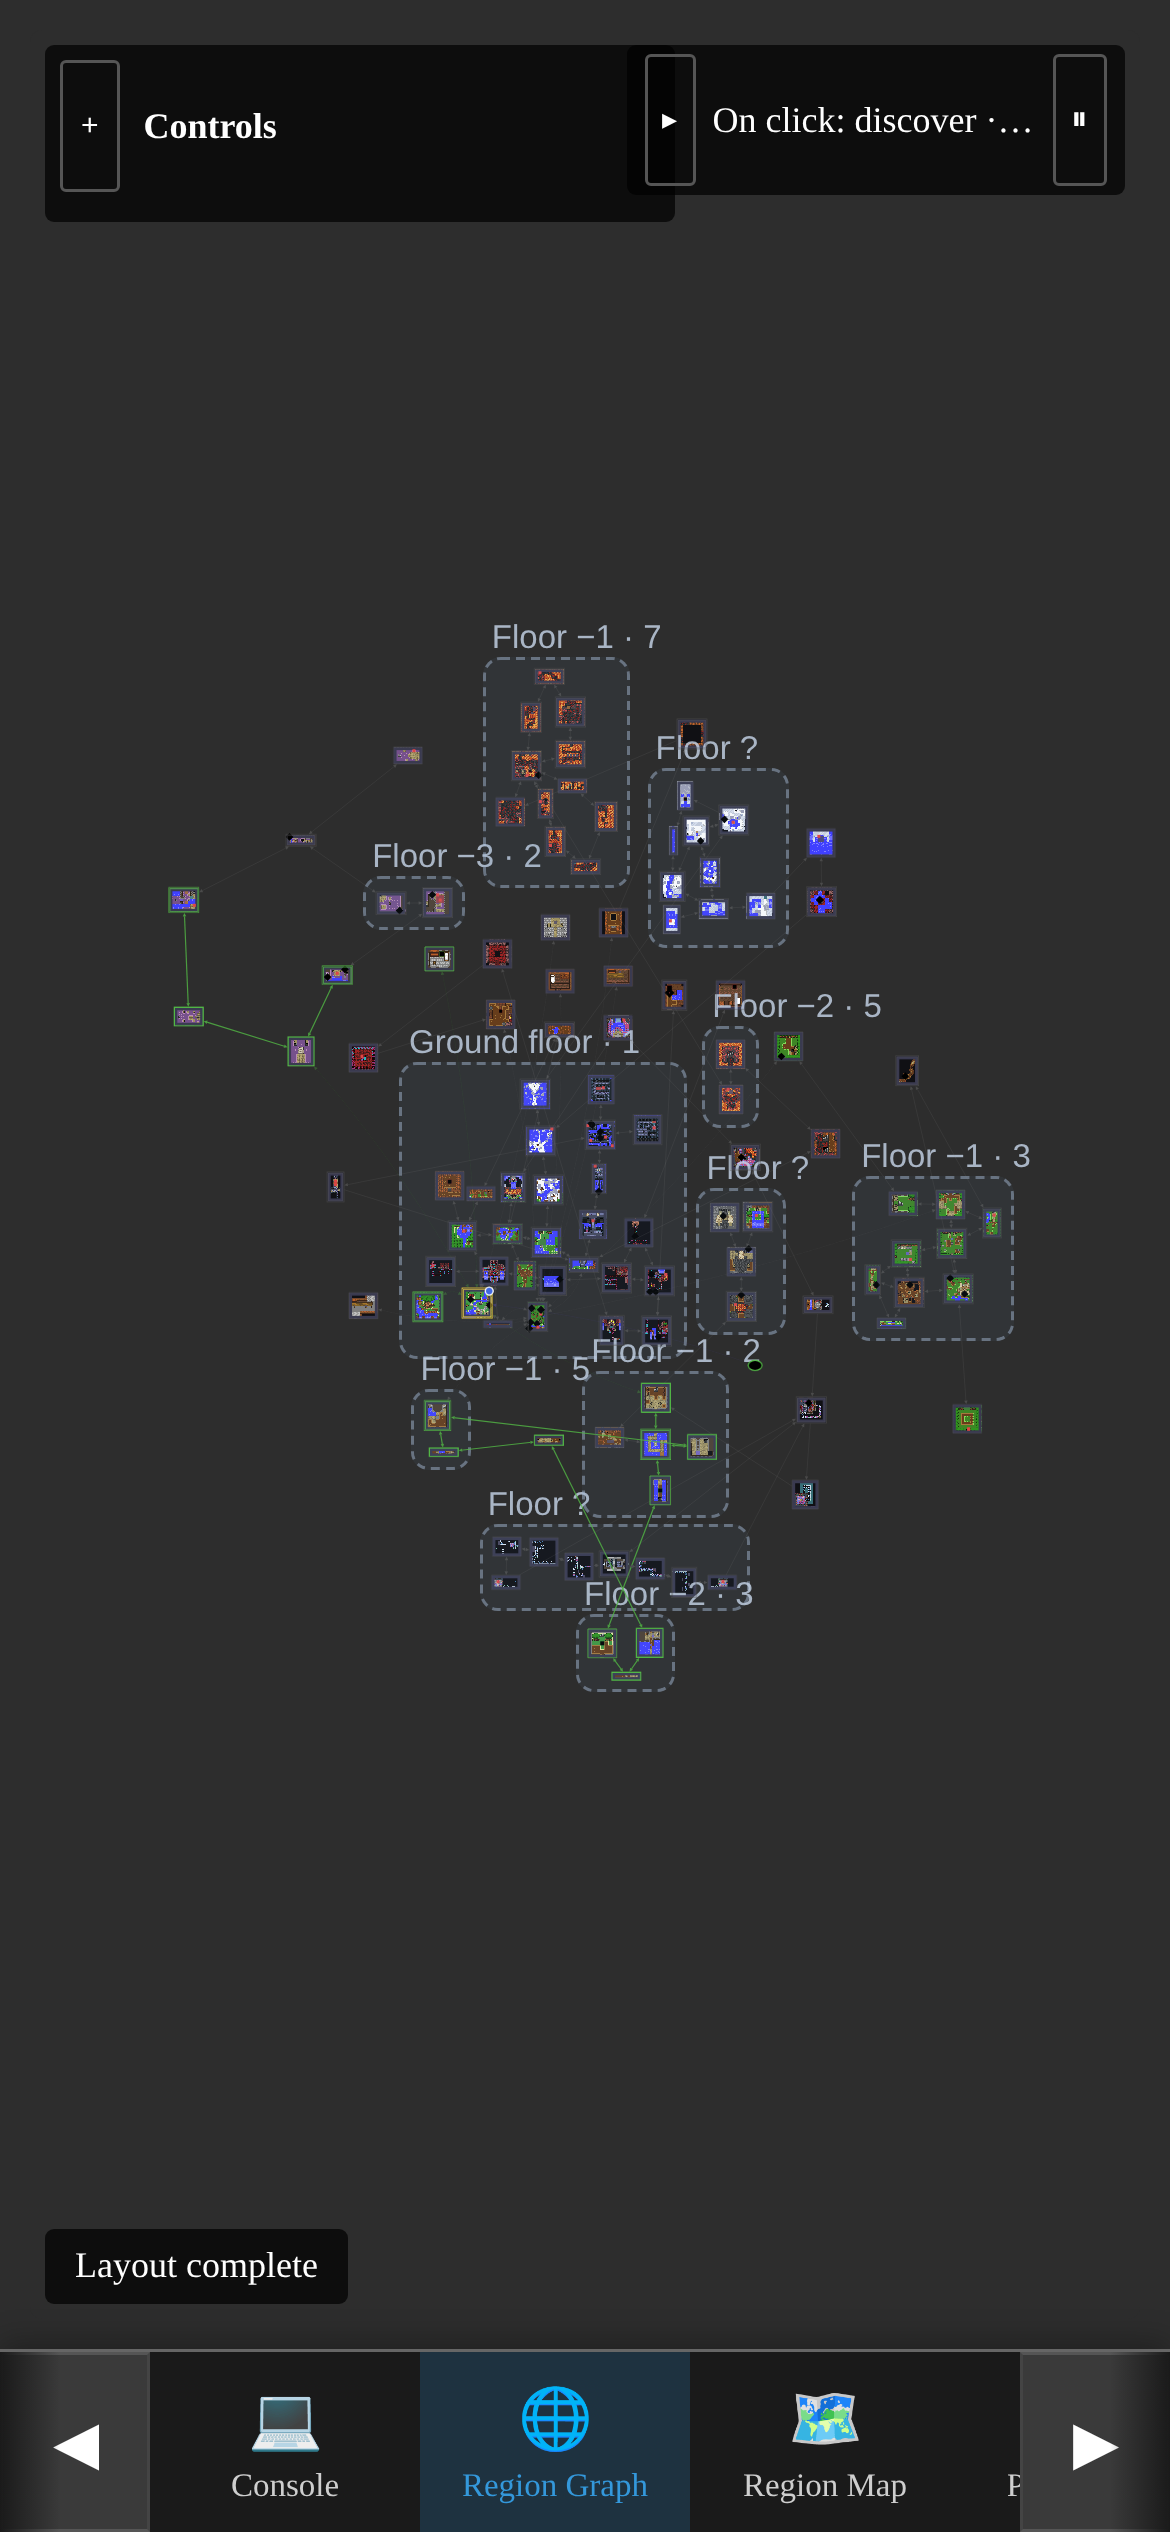 + Controls
▶ On click: discover ·…
Floor −1 · 7
Floor ?
Floor −3 · 2
Floor −2 · 5
Ground floor · 1
Floor −1 · 3
Floor ?
Floor −1 · 2
Floor −1 · 5
Floor ?
Floor −2 · 3
Layout complete
Console
Region Graph
Region Map
P